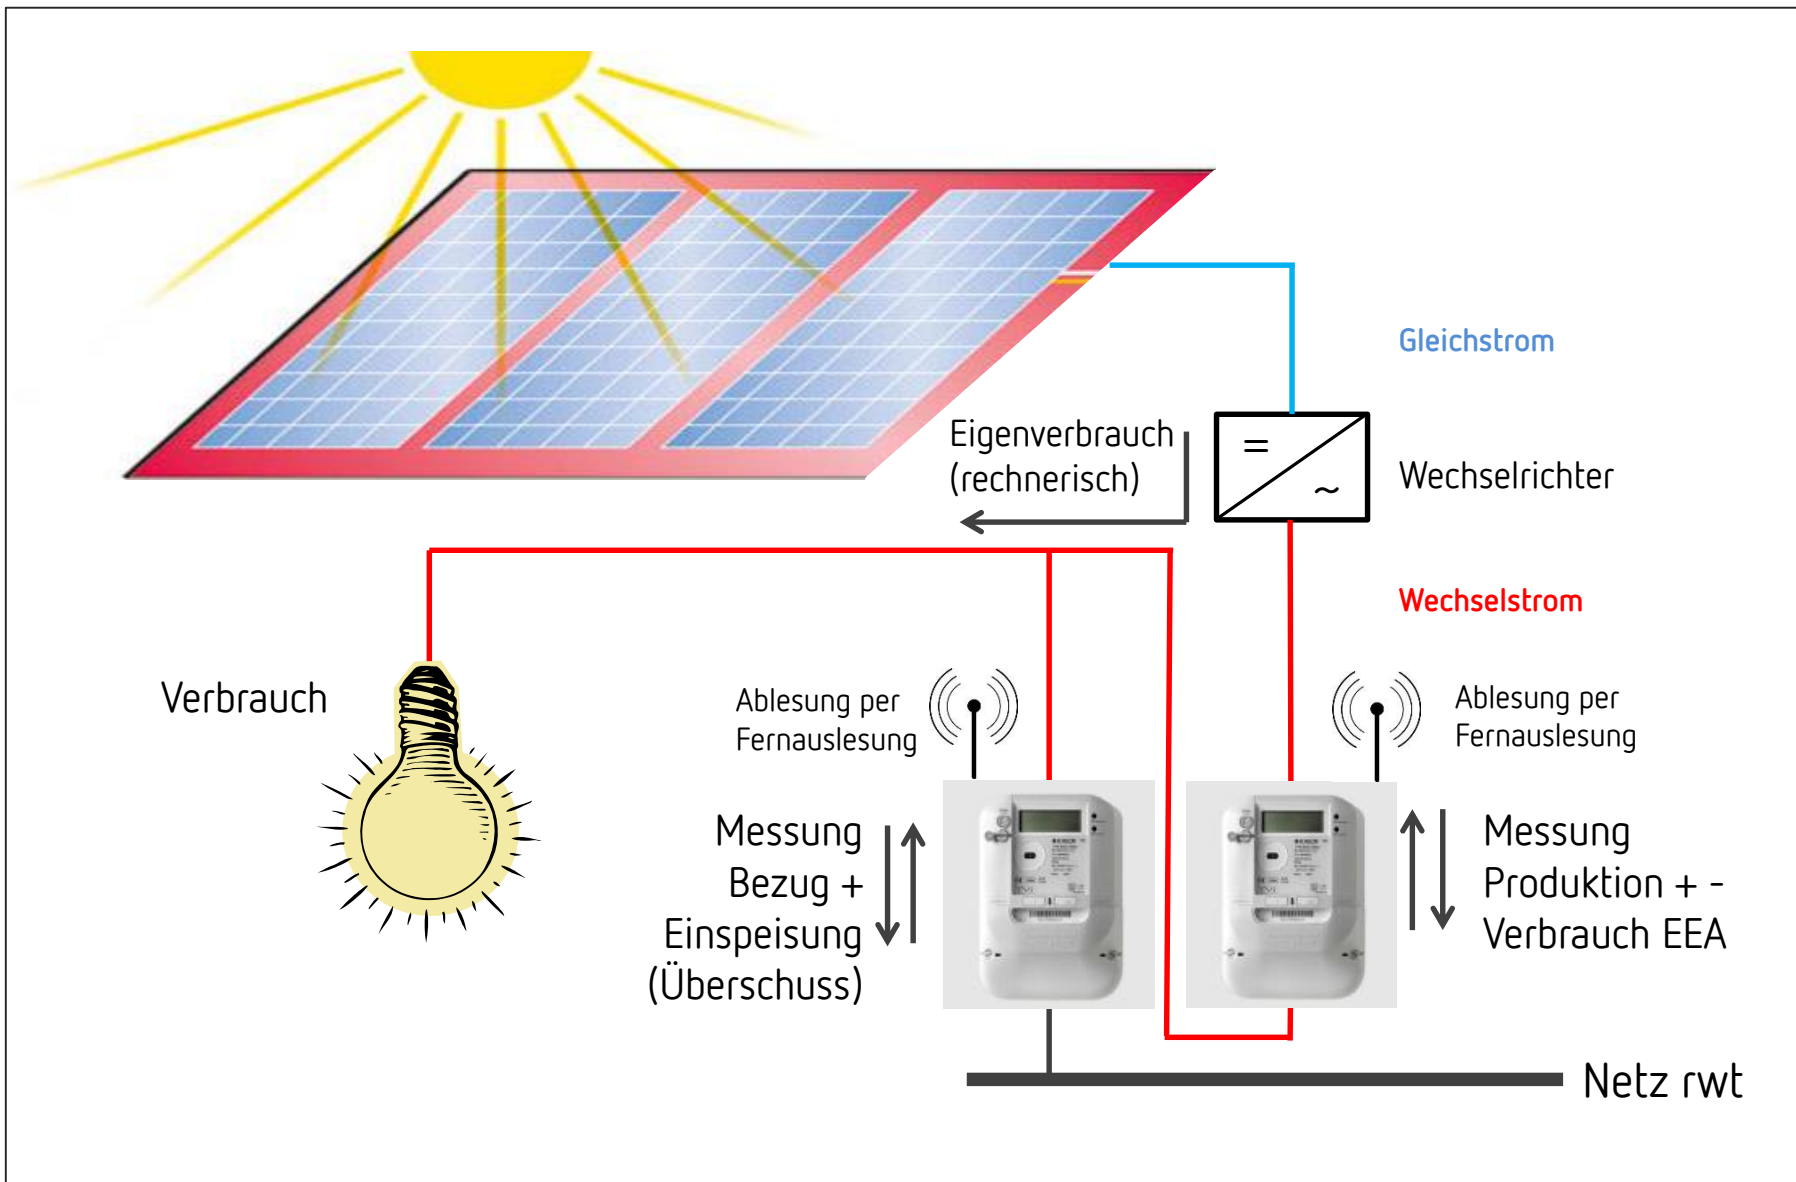 Gleichstrom
Eigenverbrauch
(rechnerisch)
=
~
Wechselrichter
Wechselstrom
Verbrauch
Ablesung per
Fernauslesung
Ablesung per
Fernauslesung
Messung
Bezug +
Einspeisung
(Überschuss)
Messung
Produktion + -
Verbrauch EEA
Netz rwt